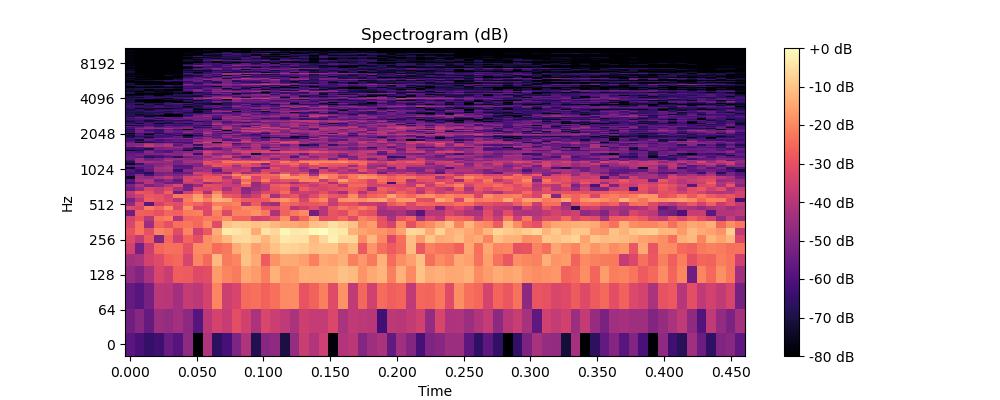 Spectrogram (dB)
Hz
8192
4096
2048
1024
512
256
128
64
0
0.000 0.050 0.100 0.150 0.200 0.250 0.300 0.350 0.400 0.450
Time
+0 dB
-10 dB
-20 dB
-30 dB
-40 dB
-50 dB
-60 dB
-70 dB
-80 dB